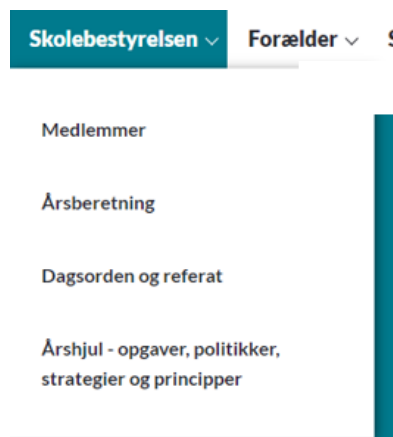 Skolebestyrelsen Forælder
Medlemmer
Årsberetning
Dagsorden og referat
Årshjul - opgaver, politikker,
strategier og principper